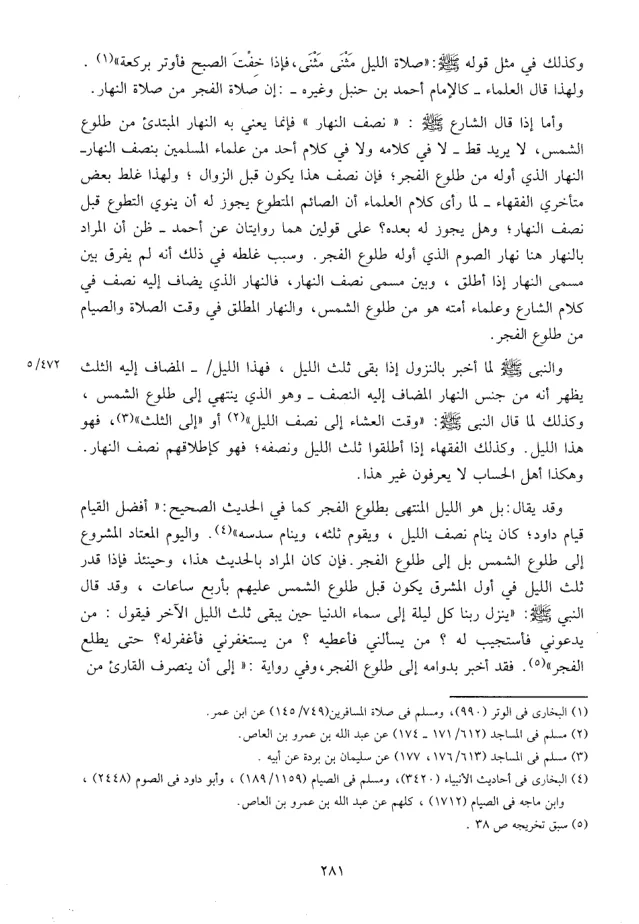 وكذلك في مثل قوله ﷺ: «صلاة الليل مَثْنَى مَثْنَى، فإذا خِفْتَ الصبح فأوتر بركعة»(١) .
ولهذا قال العلماء ـ كالإمام أحمد بن حنبل وغيره ـ : إن صلاة الفجر من صلاة النهار.
وأما إذا قال الشارع ﷺ : « نصف النهار » فإنما يعني به النهار المبتدئ من طلوع
الشمس، لا يريد قط ـ لا في كلامه ولا في كلام أحد من علماء المسلمين بنصف النهارـ
النهار الذي أوله من طلوع الفجر؛ فإن نصف هذا يكون قبل الزوال ؛ ولهذا غلط بعض
متأخري الفقهاء ـ لما رأى كلام العلماء أن الصائم المتطوع يجوز له أن ينوي التطوع قبل
نصف النهار؛ وهل يجوز له بعده؟ على قولين هما روايتان عن أحمد ـ ظن أن المراد
بالنهار هنا نهار الصوم الذي أوله طلوع الفجر. وسبب غلطه في ذلك أنه لم يفرق بين
مسمى النهار إذا أطلق ، وبين مسمى نصف النهار، فالنهار الذي يضاف إليه نصف في
كلام الشارع وعلماء أمته هو من طلوع الشمس، والنهار المطلق في وقت الصلاة والصيام
من طلوع الفجر.
والنبي ﷺ لما أخبر بالنزول إذا بقى ثلث الليل ، فهذا الليل/ ـ المضاف إليه الثلث ٥/٤٧٢
يظهر أنه من جنس النهار المضاف إليه النصف ـ وهو الذي ينتهي إلى طلوع الشمس ،
وكذلك لما قال النبي ﷺ: «وقت العشاء إلى نصف الليل»(٢) أو «إلى الثلث»(٣)، فهو
هذا الليل. وكذلك الفقهاء إذا أطلقوا ثلث الليل ونصفه؛ فهو كإطلاقهم نصف النهار.
وهكذا أهل الحساب لا يعرفون غير هذا.
وقد يقال: بل هو الليل المنتهى بطلوع الفجر كما في الحديث الصحيح: « أفضل القيام
قيام داود؛ كان ينام نصف الليل ، ويقوم ثلثه، وينام سدسه»(٤). واليوم المعتاد المشروع
إلى طلوع الشمس بل إلى طلوع الفجر. فإن كان المراد بالحديث هذا، وحينئذ فإذا قدر
ثلث الليل في أول المشرق يكون قبل طلوع الشمس عليهم بأربع ساعات ، وقد قال
النبي ﷺ: «ينزل ربنا كل ليلة إلى سماء الدنيا حين يبقى ثلث الليل الآخر فيقول : من
يدعوني فأستجيب له ؟ من يسألني فأعطيه ؟ من يستغفرني فأغفرله؟ حتى يطلع
الفجر»(٥). فقد أخبر بدوامه إلى طلوع الفجر،وفي رواية :« إلى أن ينصرف القارئ من
(١) البخارى فى الوتر (٩٩٠)، ومسلم فى صلاة المسافرين(١٤٥/٧٤٩) عن ابن عمر.
(٢) مسلم فى المساجد (١٧١/٦١٢ ـ ١٧٤) عن عبد الله بن عمرو بن العاص.
(٣) مسلم فى المساجد (١٧٦/٦١٣، ١٧٧) عن سليمان بن بردة عن أبيه .
(٤) البخارى فى أحاديث الأنبياء (٣٤٢٠)، ومسلم فى الصيام (١٨٩/١١٥٩) ، وأبو داود فى الصوم (٢٤٤٨) ،
وابن ماجه فى الصيام (١٧١٢) ، كلهم عن عبد الله بن عمرو بن العاص.
(٥) سبق تخريجه ص ٣٨ .
٢٨١